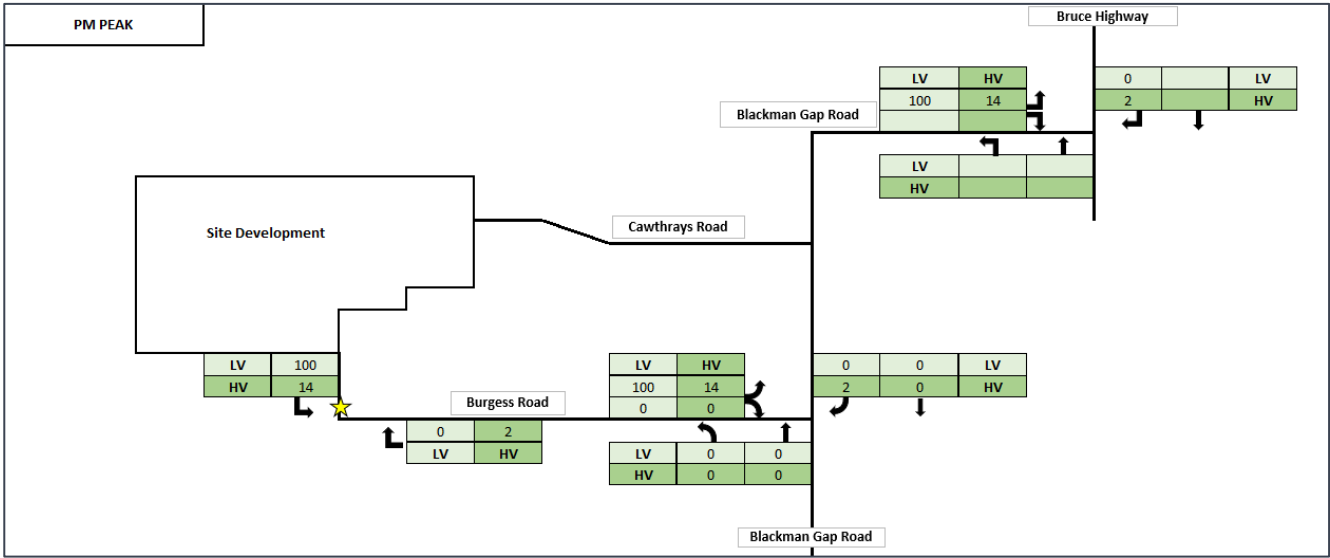 PM PEAK
Bruce Highway
LV HV
100 14
0 LV
2 HV
Blackman Gap Road
LV
HV
Cawthrays Road
Site Development
LV 100
HV 14
Burgess Road
0 2
LV HV
LV HV
100 14
0 0
LV 0 0
HV 0 0
0 0 LV
2 0 HV
Blackman Gap Road